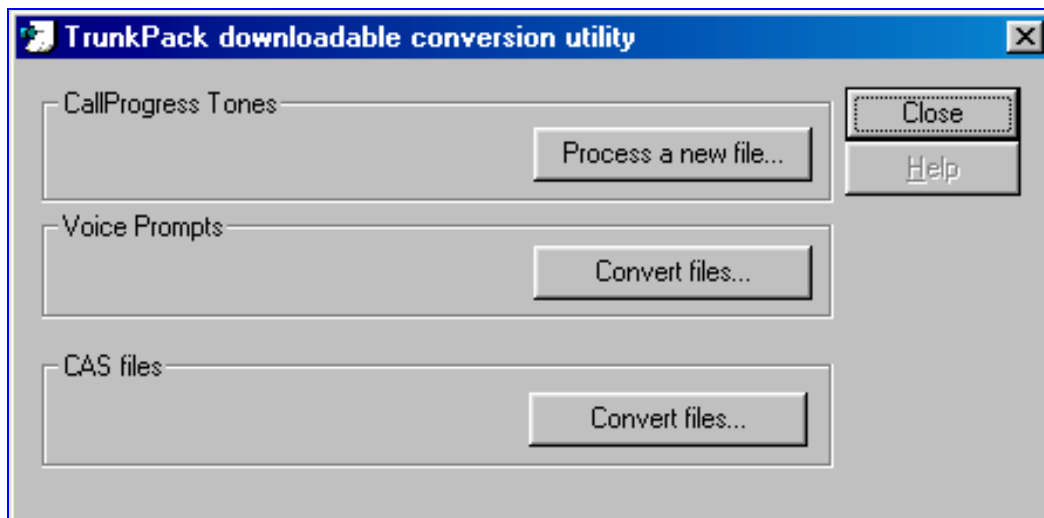 TrunkPack downloadable conversion utility
CallProgress Tones
Process a new file...
Close
Help
Voice Prompts
Convert files...
CAS files
Convert files...